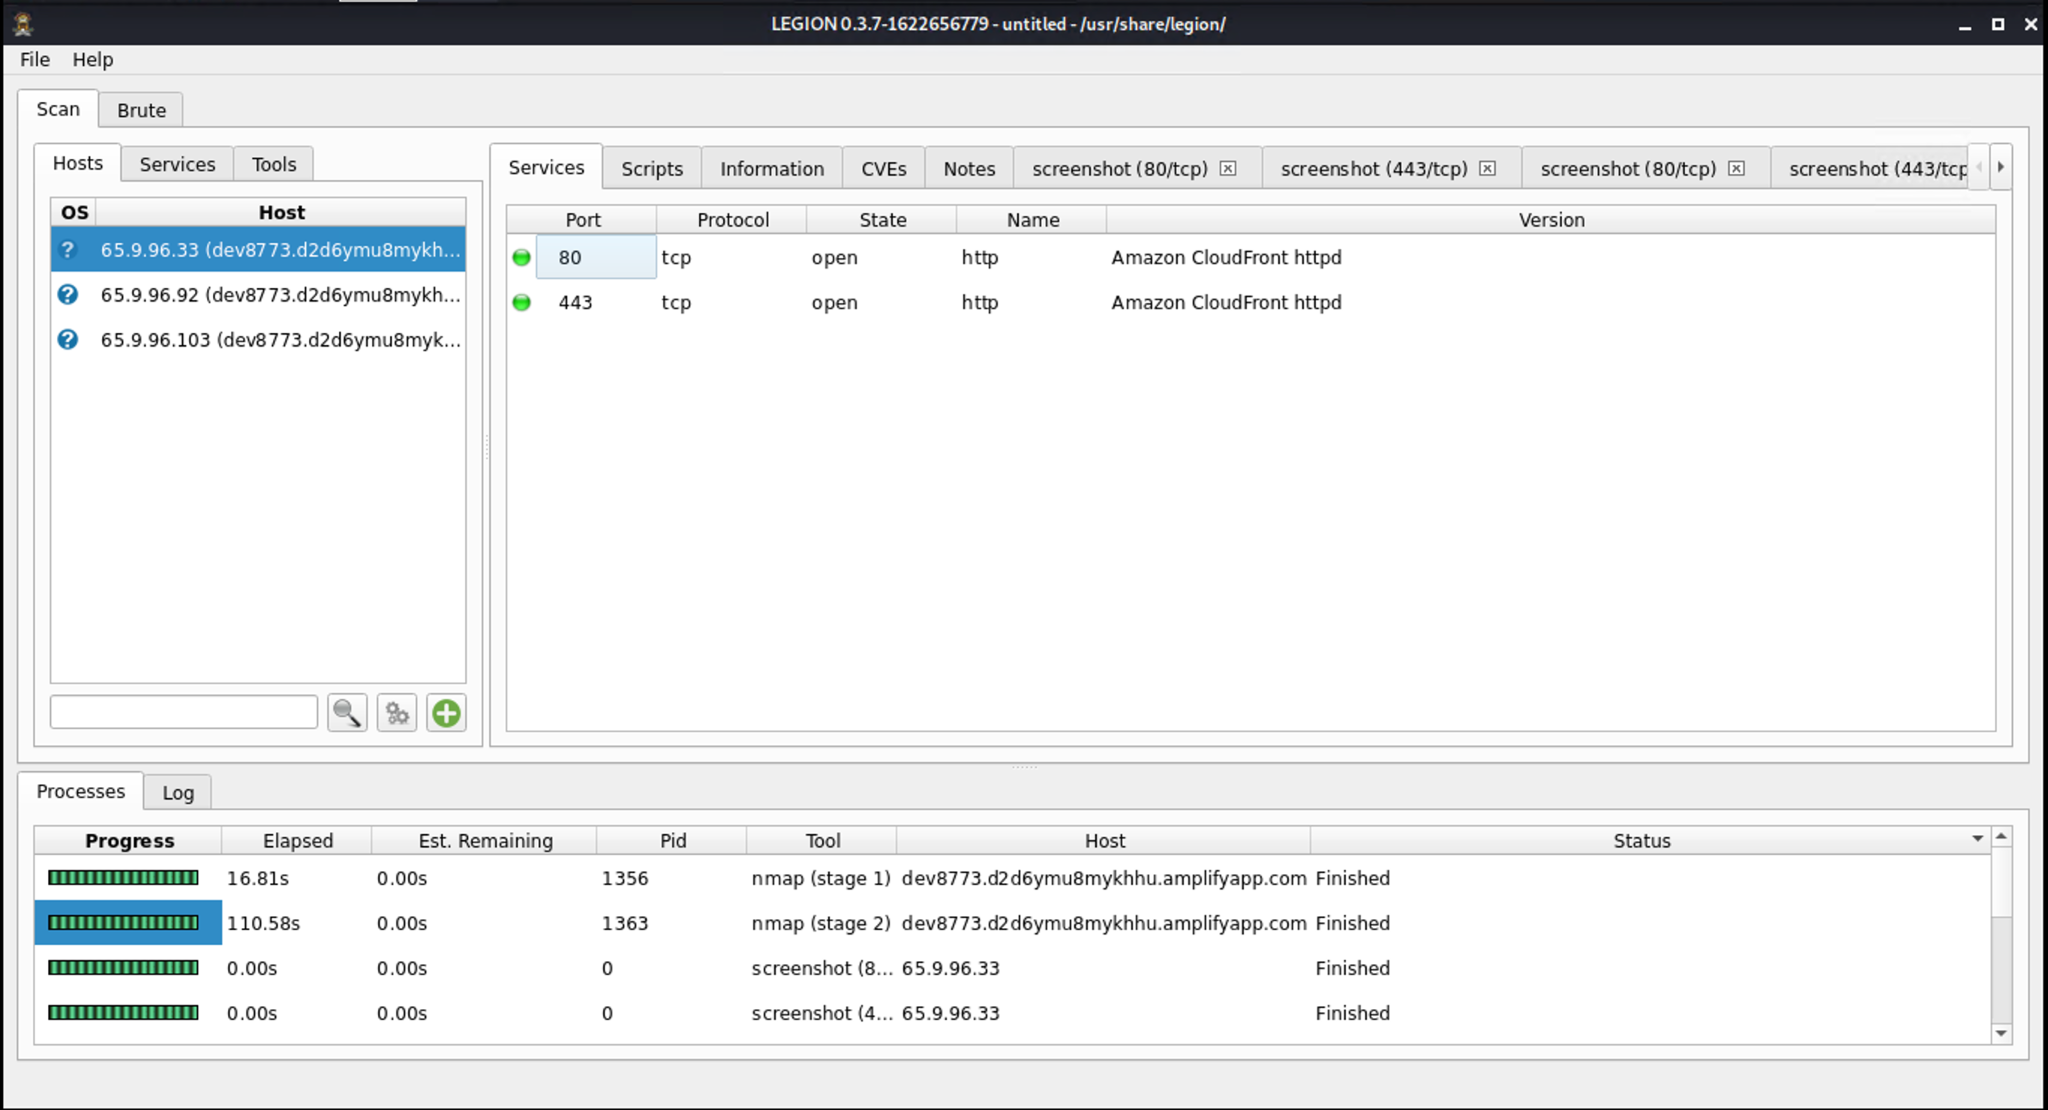 LEGION 0.3.7-1622656779 - untitled - /usr/share/legion/
File Help
Scan Brute
Hosts Services Tools
Services Scripts Information CVEs Notes screenshot (80/tcp) screenshot (443/tcp) screenshot (80/tcp) screenshot (443/tcp
OS Host
Port Protocol State Name Version
65.9.96.33 (dev8773.d2d6ymu8mykh...
80 tcp open http Amazon CloudFront httpd
65.9.96.92 (dev8773.d2d6ymu8mykh...
443 tcp open http Amazon CloudFront httpd
65.9.96.103 (dev8773.d2d6ymu8myk...
Processes Log
Progress Elapsed Est. Remaining Pid Tool Host Status
16.81s 0.00s 1356 nmap (stage 1) dev8773.d2d6ymu8mykhhu.amplifyapp.com Finished
110.58s 0.00s 1363 nmap (stage 2) dev8773.d2d6ymu8mykhhu.amplifyapp.com Finished
0.00s 0.00s 0 screenshot (8... 65.9.96.33 Finished
0.00s 0.00s 0 screenshot (4... 65.9.96.33 Finished